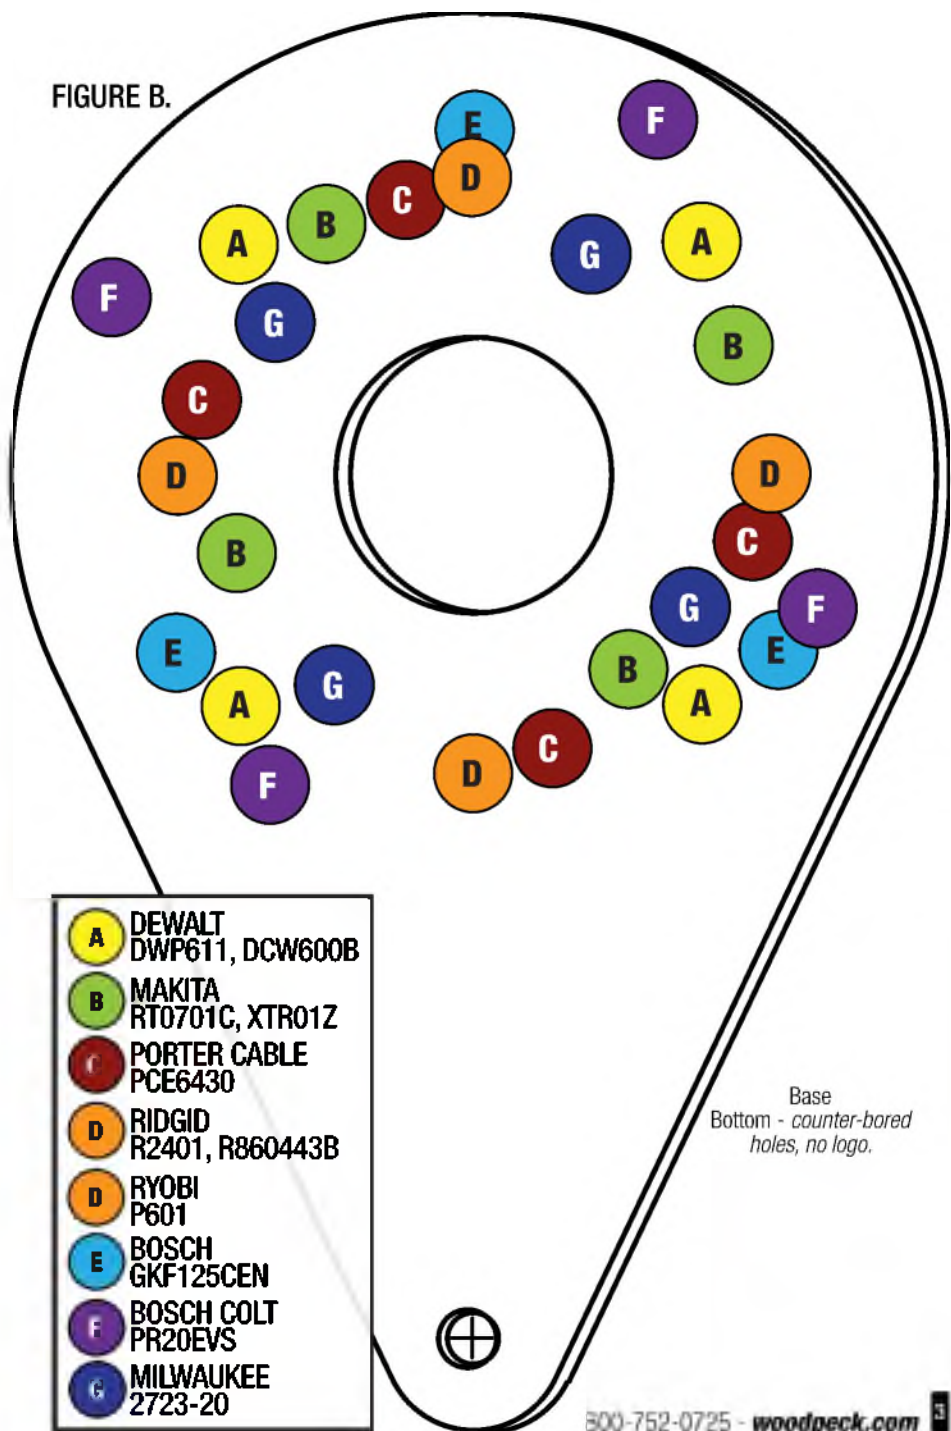 FIGURE B.
E
F
D
C
B
A
G
A
F
G
B
C
D
D
B
C
G
F
E
E
B
A
G
A
C
F
D
A DEWALT
DWP611, DCW600B
B MAKITA
RT0701C, XTR01Z
C PORTER CABLE
PCE6430
D RIDGID
R2401, R860443B
D RYOBI
P601
E BOSCH
GKF125CEN
F BOSCH COLT
PR20EVS
G MILWAUKEE
2723-20
Base
Bottom - counter-bored
holes, no logo.
800-752-0725 - woodpeck.com 3